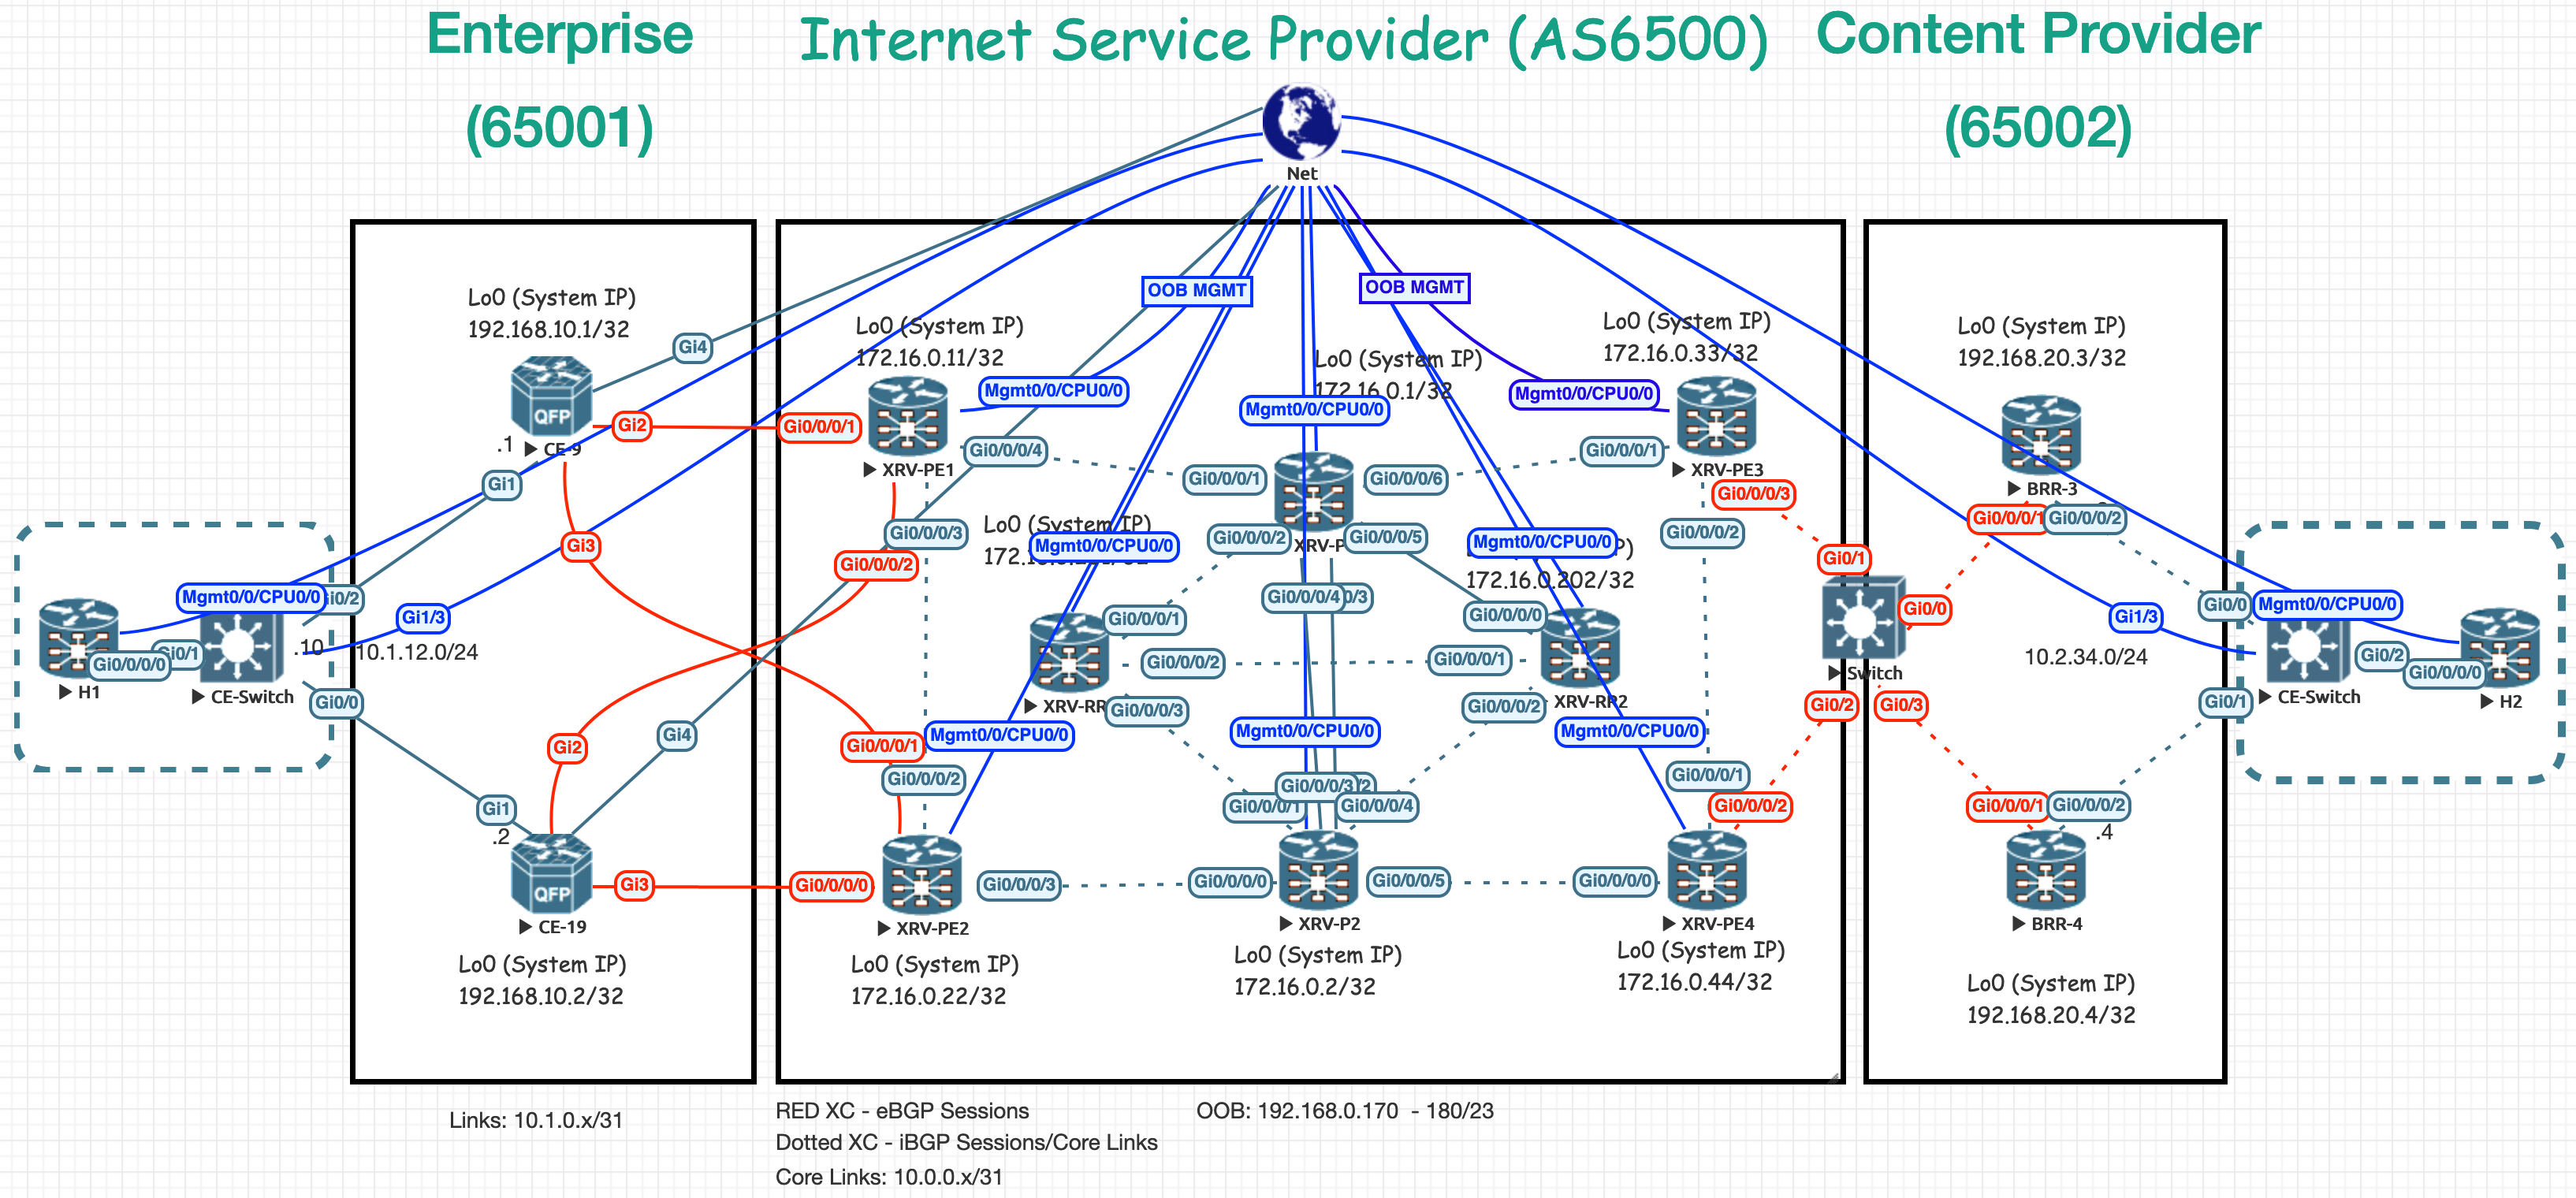 Enterprise
(65001)
Internet Service Provider (AS6500)
Content Provider
(65002)
Net
OOB MGMT
OOB MGMT
Lo0 (System IP)
192.168.10.1/32
Gi4
Gi2
.1
CE-9
Gi1
Gi3
Mgmt0/0/CPU0/0
Gi0/2
Gi1/3
H1
Gi0/0/0/0
Gi0/1
CE-Switch
.10
10.1.12.0/24
Gi0/0
Gi1
.2
Gi2
Gi4
Gi3
CE-19
Lo0 (System IP)
192.168.10.2/32
Lo0 (System IP)
172.16.0.11/32
Mgmt0/0/CPU0/0
Gi0/0/0/1
XRV-PE1
Gi0/0/0/4
Gi0/0/0/3
Gi0/0/0/2
Lo0 (System IP)
Mgmt0/0/CPU0/0
Lo0 (System IP)
172.16.0.1/32
Mgmt0/0/CPU0/0
Gi0/0/0/1
Gi0/0/0/6
XRV-P
Gi0/0/0/2
Gi0/0/0/5
Gi0/0/0/4
Lo0 (System IP)
172.16.0.33/32
Mgmt0/0/CPU0/0
Gi0/0/0/1
XRV-PE3
Gi0/0/0/3
Gi0/0/0/2
Mgmt0/0/CPU0/0
172.16.0.202/32
Gi0/0/0/0
Gi0/0/0/1
Gi0/0/0/2
Gi0/0/0/1
XRV-RR
Gi0/0/0/3
XRV-RR2
Gi0/0/0/2
Gi0/0/0/1
Mgmt0/0/CPU0/0
Gi0/0/0/2
Mgmt0/0/CPU0/0
Mgmt0/0/CPU0/0
Gi0/0/0/3
Gi0/0/0/1
Gi0/0/0/4
Gi0/0/0/1
Gi0/0/0/2
Gi0/0/0/0
Gi0/0/0/3
Gi0/0/0/0
Gi0/0/0/5
Gi0/0/0/0
XRV-PE2
XRV-P2
XRV-PE4
Lo0 (System IP)
172.16.0.22/32
Lo0 (System IP)
172.16.0.2/32
Lo0 (System IP)
172.16.0.44/32
Gi0/1
Gi0/0
Switch
Gi0/2
Gi0/3
Lo0 (System IP)
192.168.20.3/32
BRR-3
Gi0/0/0/1
Gi0/0/0/2
Gi0/0
Mgmt0/0/CPU0/0
Gi1/3
10.2.34.0/24
Gi0/2
Gi0/0/0/0
CE-Switch
H2
Gi0/1
Gi0/0/0/1
Gi0/0/0/2
.4
BRR-4
Lo0 (System IP)
192.168.20.4/32
Links: 10.1.0.x/31
RED XC - eBGP Sessions
OOB: 192.168.0.170 - 180/23
Dotted XC - iBGP Sessions/Core Links
Core Links: 10.0.0.x/31